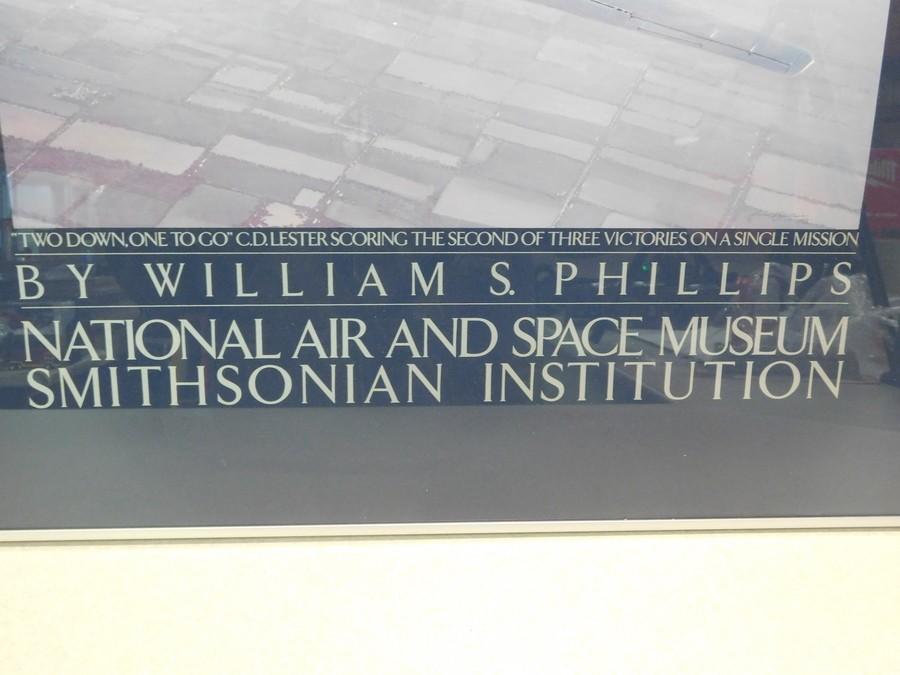 "TWO DOWN, ONE TO GO" C.D. LESTER SCORING THE SECOND OF THREE VICTORIES ON A SINGLE MISSION
BY WILLIAM S. PHILLIPS
NATIONAL AIR AND SPACE MUSEUM
SMITHSONIAN INSTITUTION